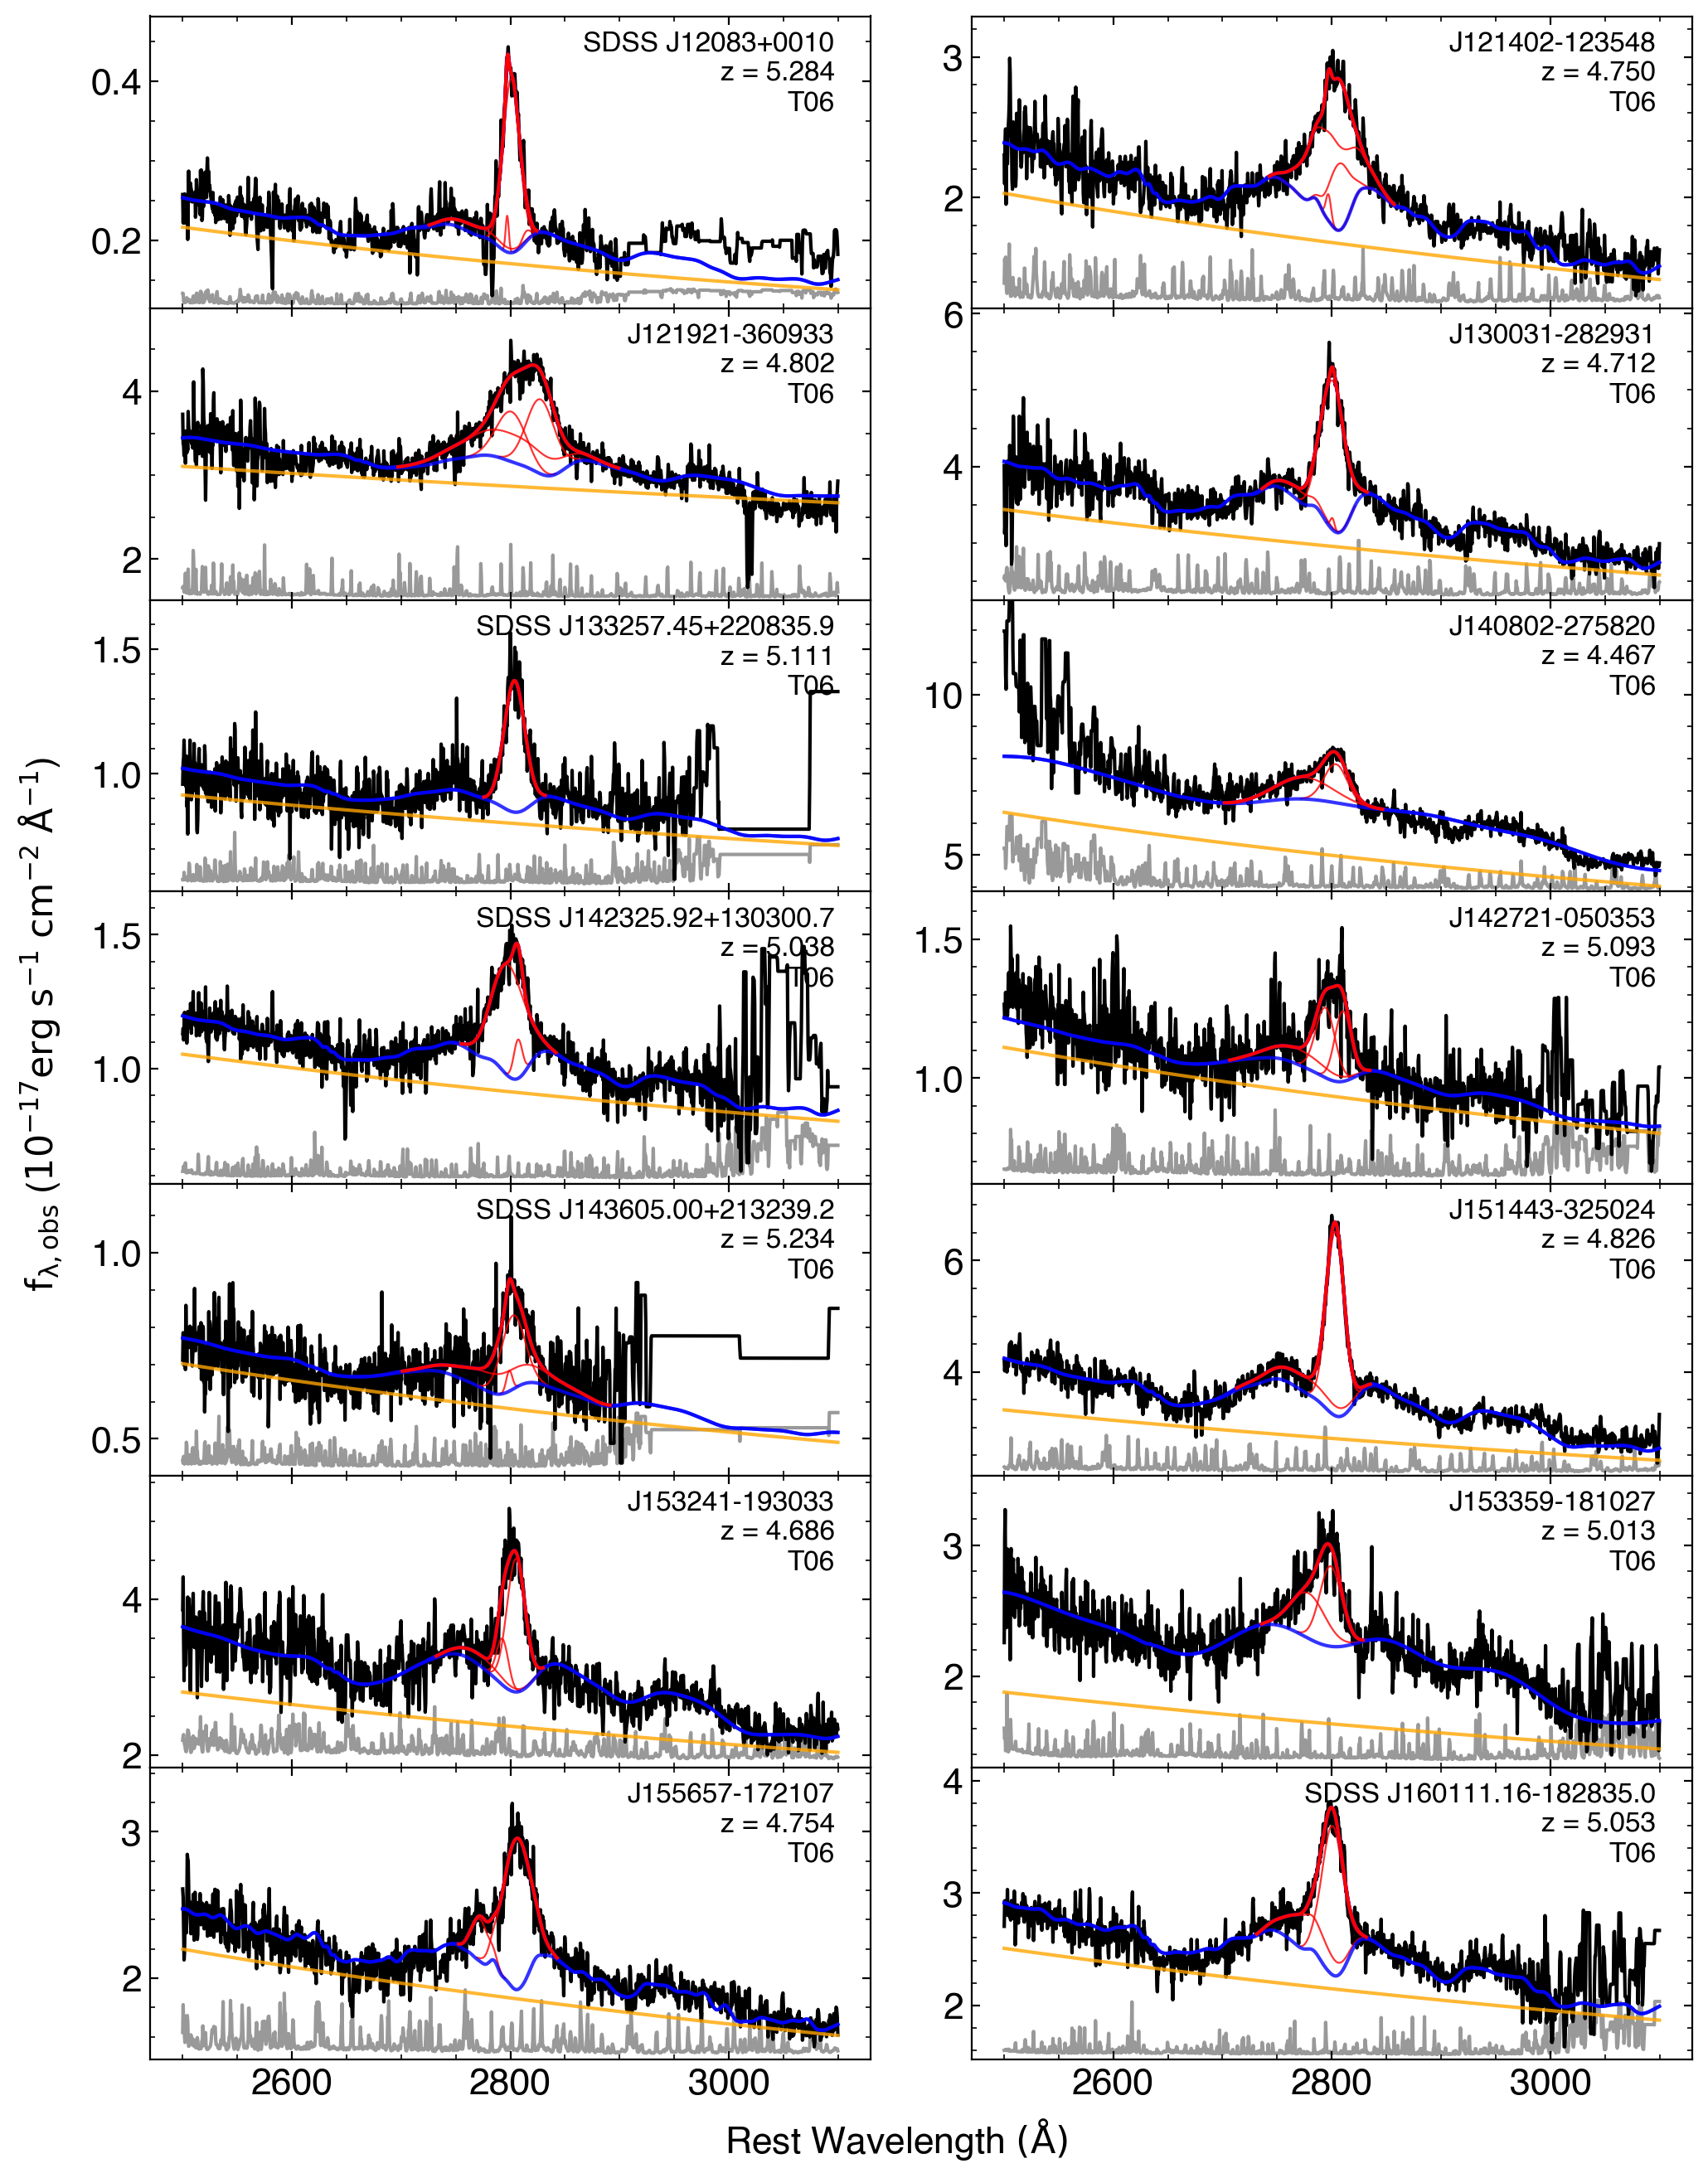 SDSS J12083+0010
z = 5.284
T06
0.4
0.2
J121402-123548
z = 4.750
T06
3
2
J121921-360933
z = 4.802
T06
4
2
J130031-282931
z = 4.712
T06
6
4
SDSS J133257.45+220835.9
z = 5.111
T06
1.5
1.0
J140802-275820
z = 4.467
T06
10
5
SDSS J142325.92+130300.7
z = 5.038
T06
1.5
1.0
J142721-050353
z = 5.093
T06
1.5
1.0
SDSS J143605.00+213239.2
z = 5.234
T06
1.0
0.5
J151443-325024
z = 4.826
T06
6
4
J153241-193033
z = 4.686
T06
4
2
J153359-181027
z = 5.013
T06
3
2
J155657-172107
z = 4.754
T06
3
2
SDSS J160111.16-182835.0
z = 5.053
T06
4
3
2
2600 2800 3000
2600 2800 3000
Rest Wavelength (Å)
fλ, obs (10−17erg s−1 cm−2 Å−1)